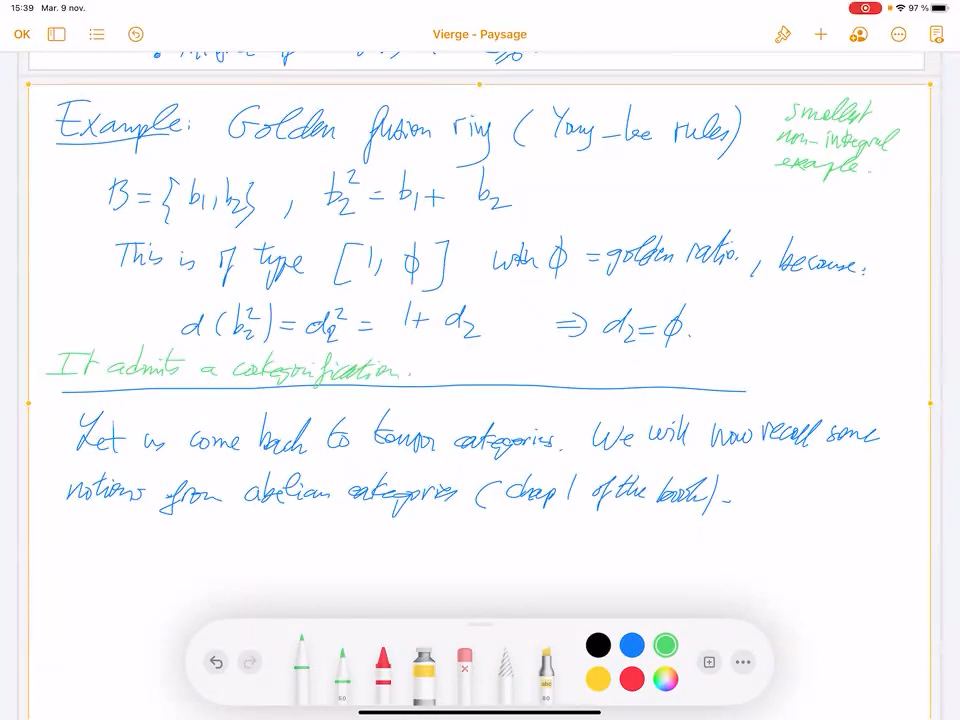 15:39 Mar. 9 nov.
97 %
OK
Vierge - Paysage
Example: Golden fusion ring ( Yang-Lee rules)
smallest
non-integral
example.
B = { b1, b2 } , b2² = b1 + b2
This is of type [ 1, ϕ ] with ϕ = golden ratio. , because:
d ( b2² ) = d2² = 1 + d2 ⇒ d2 = ϕ.
It admits a categorification.
Let us come back to tensor categories. We will now recall some
notions from abelian categories ( chap 1 of the book).